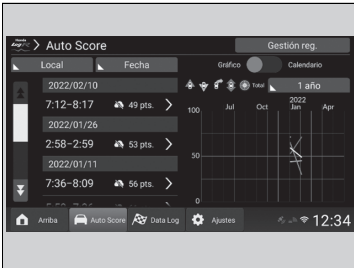 Honda LogR Auto Score Gestión reg.
Local Fecha Gráfico Calendario
Total 1 año
2022/02/10
7:12–8:17 49 pts.
2022/01/26
2:58–2:59 53 pts.
2022/01/11
7:36–8:09 56 pts.
100 Jul Oct 2022 Jan Apr
50
0
Arriba Auto Score Data Log Ajustes 12:34